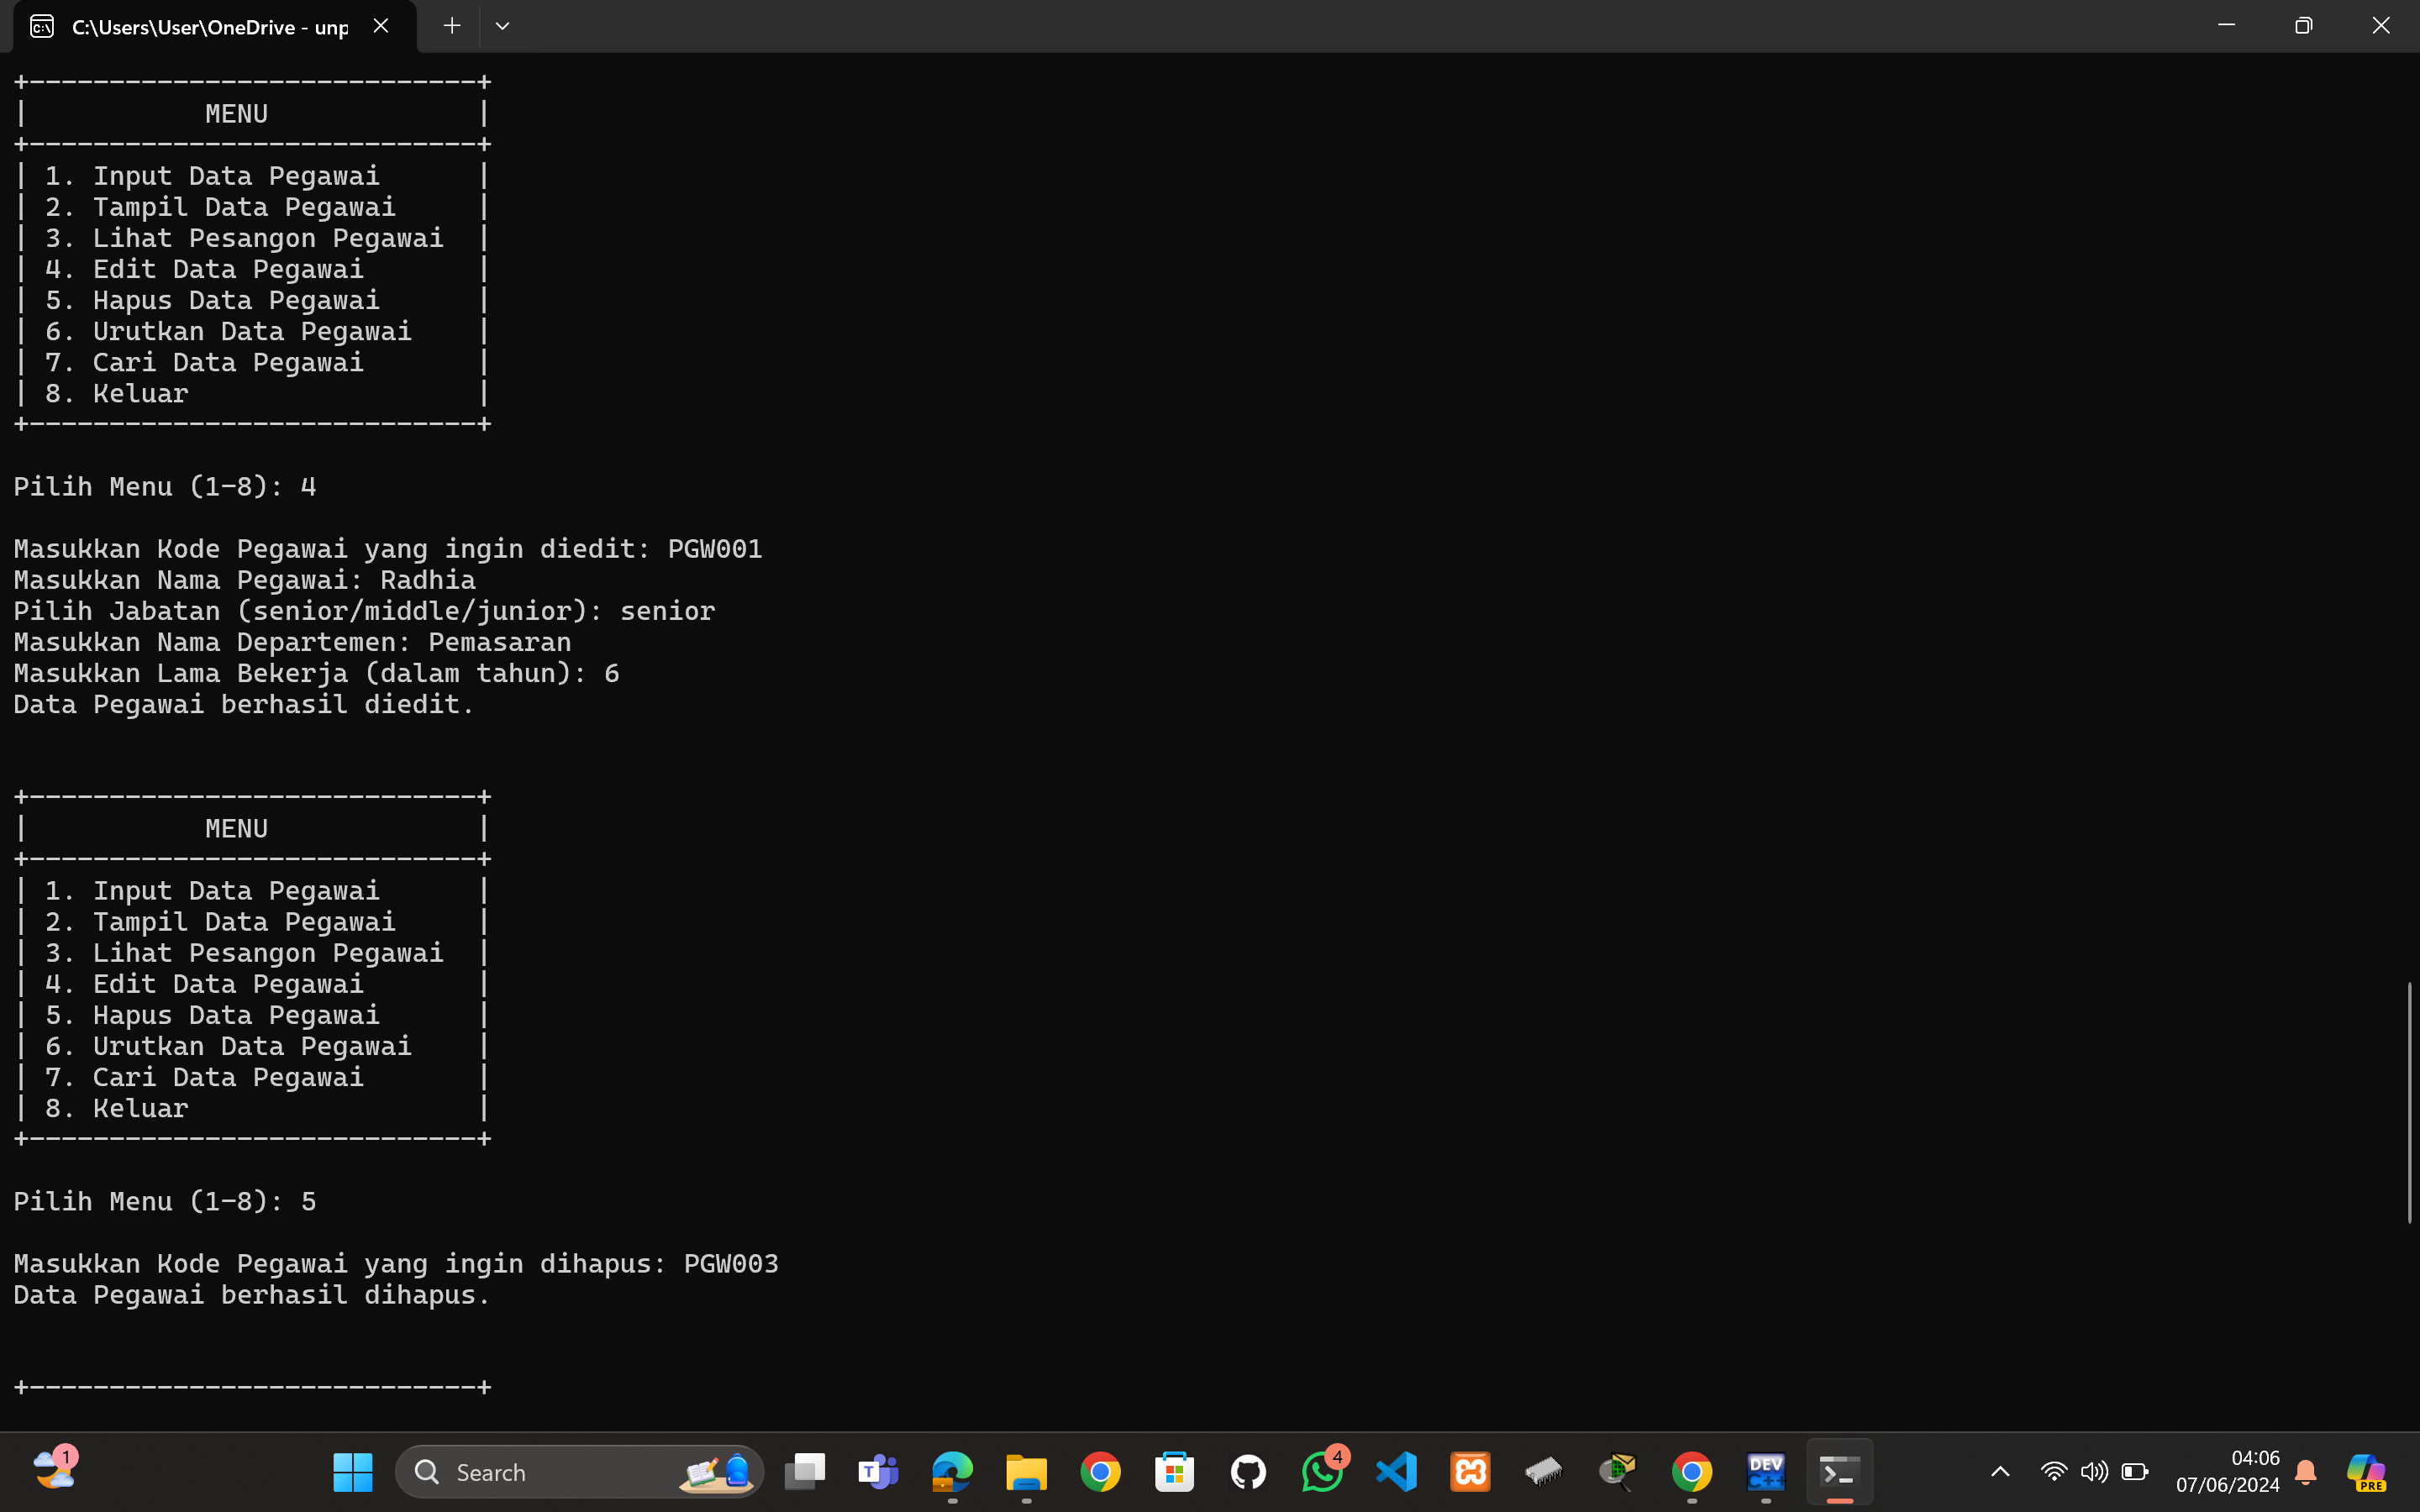 C:\Users\User\OneDrive - unp
+----------------------------+
|           MENU             |
+----------------------------+
| 1. Input Data Pegawai      |
| 2. Tampil Data Pegawai     |
| 3. Lihat Pesangon Pegawai  |
| 4. Edit Data Pegawai       |
| 5. Hapus Data Pegawai      |
| 6. Urutkan Data Pegawai    |
| 7. Cari Data Pegawai       |
| 8. Keluar                  |
+----------------------------+
Pilih Menu (1-8): 4
Masukkan Kode Pegawai yang ingin diedit: PGW001
Masukkan Nama Pegawai: Radhia
Pilih Jabatan (senior/middle/junior): senior
Masukkan Nama Departemen: Pemasaran
Masukkan Lama Bekerja (dalam tahun): 6
Data Pegawai berhasil diedit.
+----------------------------+
|           MENU             |
+----------------------------+
| 1. Input Data Pegawai      |
| 2. Tampil Data Pegawai     |
| 3. Lihat Pesangon Pegawai  |
| 4. Edit Data Pegawai       |
| 5. Hapus Data Pegawai      |
| 6. Urutkan Data Pegawai    |
| 7. Cari Data Pegawai       |
| 8. Keluar                  |
+----------------------------+
Pilih Menu (1-8): 5
Masukkan Kode Pegawai yang ingin dihapus: PGW003
Data Pegawai berhasil dihapus.
+----------------------------+
1
Search
T
4
DEV
C++
04:06
07/06/2024
PRE